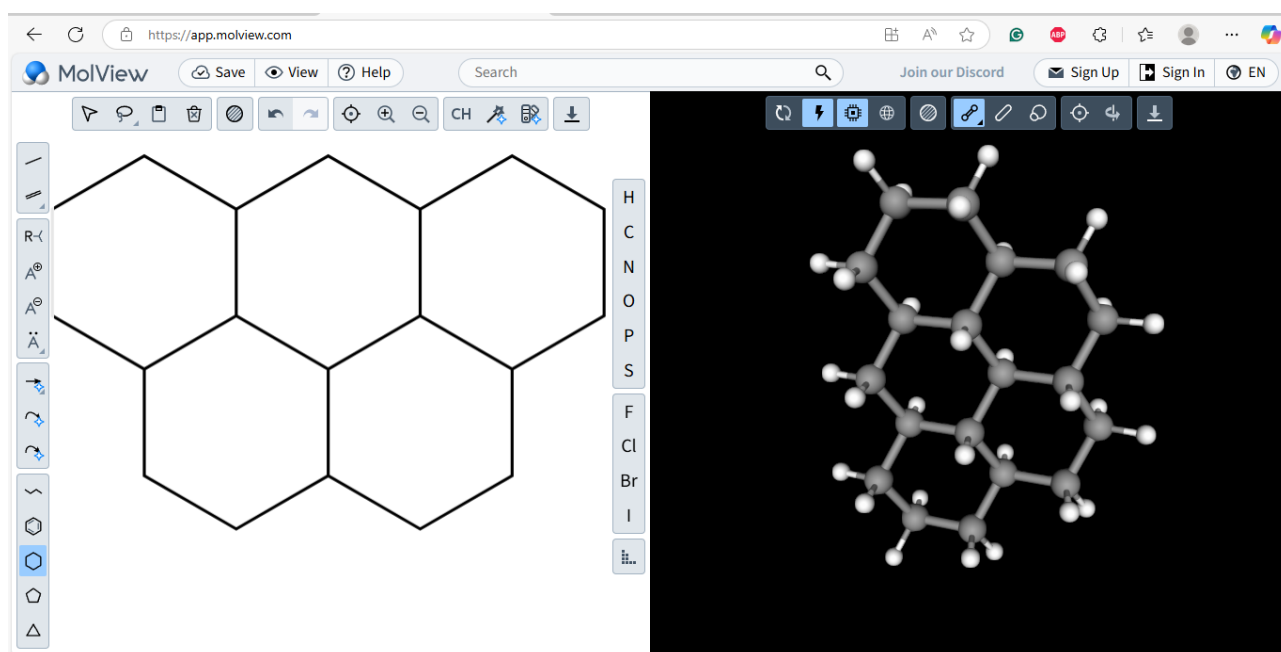 https://app.molview.com
ABP
MolView Save View Help Search Join our Discord Sign Up Sign In EN
CH
H
C
R
N
A
O
A
P
A
S
F
Cl
Br
I